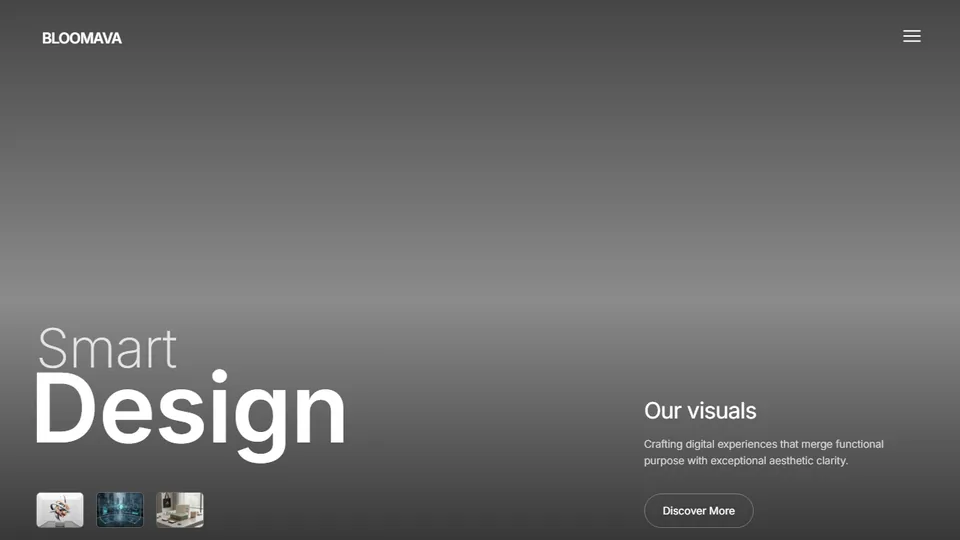 BLOOMAVA
Smart
Design
Our visuals
Crafting digital experiences that merge functional
purpose with exceptional aesthetic clarity.
Discover More